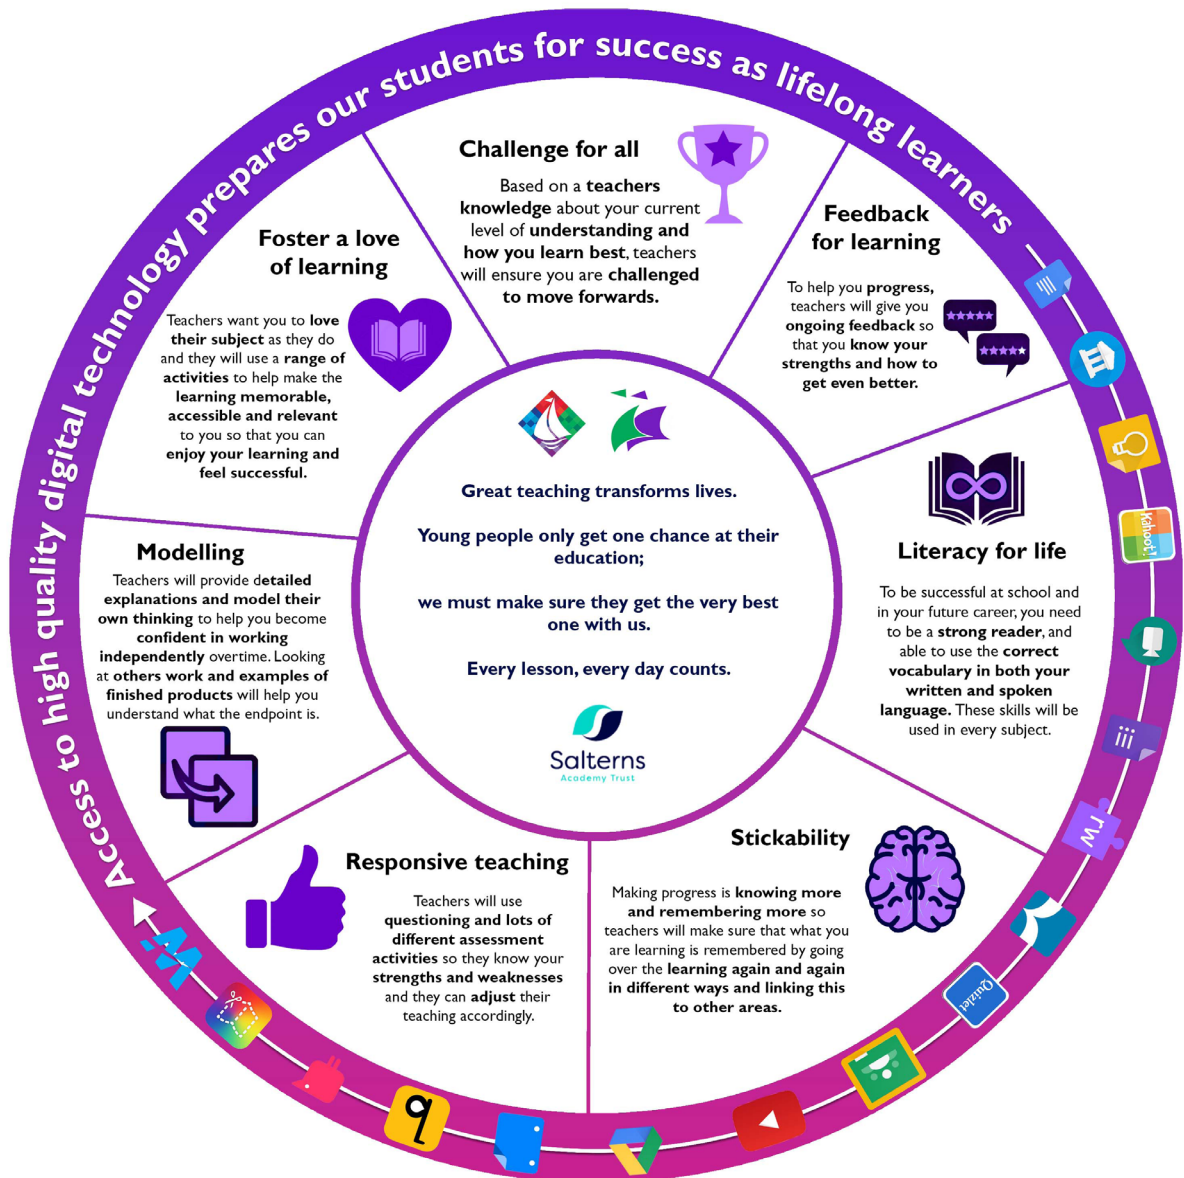 Access to high quality digital technology prepares our students for success as lifelong learners
Challenge for all
Based on a teachers
knowledge about your current
level of understanding and
how you learn best, teachers
will ensure you are challenged
to move forwards.
Feedback
for learning
To help you progress,
teachers will give you
ongoing feedback so
that you know your
strengths and how to
get even better.
Literacy for life
To be successful at school and
in your future career, you need
to be a strong reader, and
able to use the correct
vocabulary in both your
written and spoken
language. These skills will be
used in every subject.
Stickability
Making progress is knowing more
and remembering more so
teachers will make sure that what you
are learning is remembered by going
over the learning again and again
in different ways and linking this
to other areas.
Responsive teaching
Teachers will use
questioning and lots of
different assessment
activities so they know your
strengths and weaknesses
and they can adjust their
teaching accordingly.
Modelling
Teachers will provide detailed
explanations and model their
own thinking to help you become
confident in working
independently overtime. Looking
at others work and examples of
finished products will help you
understand what the endpoint is.
Foster a love
of learning
Teachers want you to love
their subject as they do
and they will use a range of
activities to help make the
learning memorable,
accessible and relevant
to you so that you can
enjoy your learning and
feel successful.
Great teaching transforms lives.
Young people only get one chance at their
education;
we must make sure they get the very best
one with us.
Every lesson, every day counts.
Salterns
Academy Trust
Kahoot!
rw
Quizlet
q